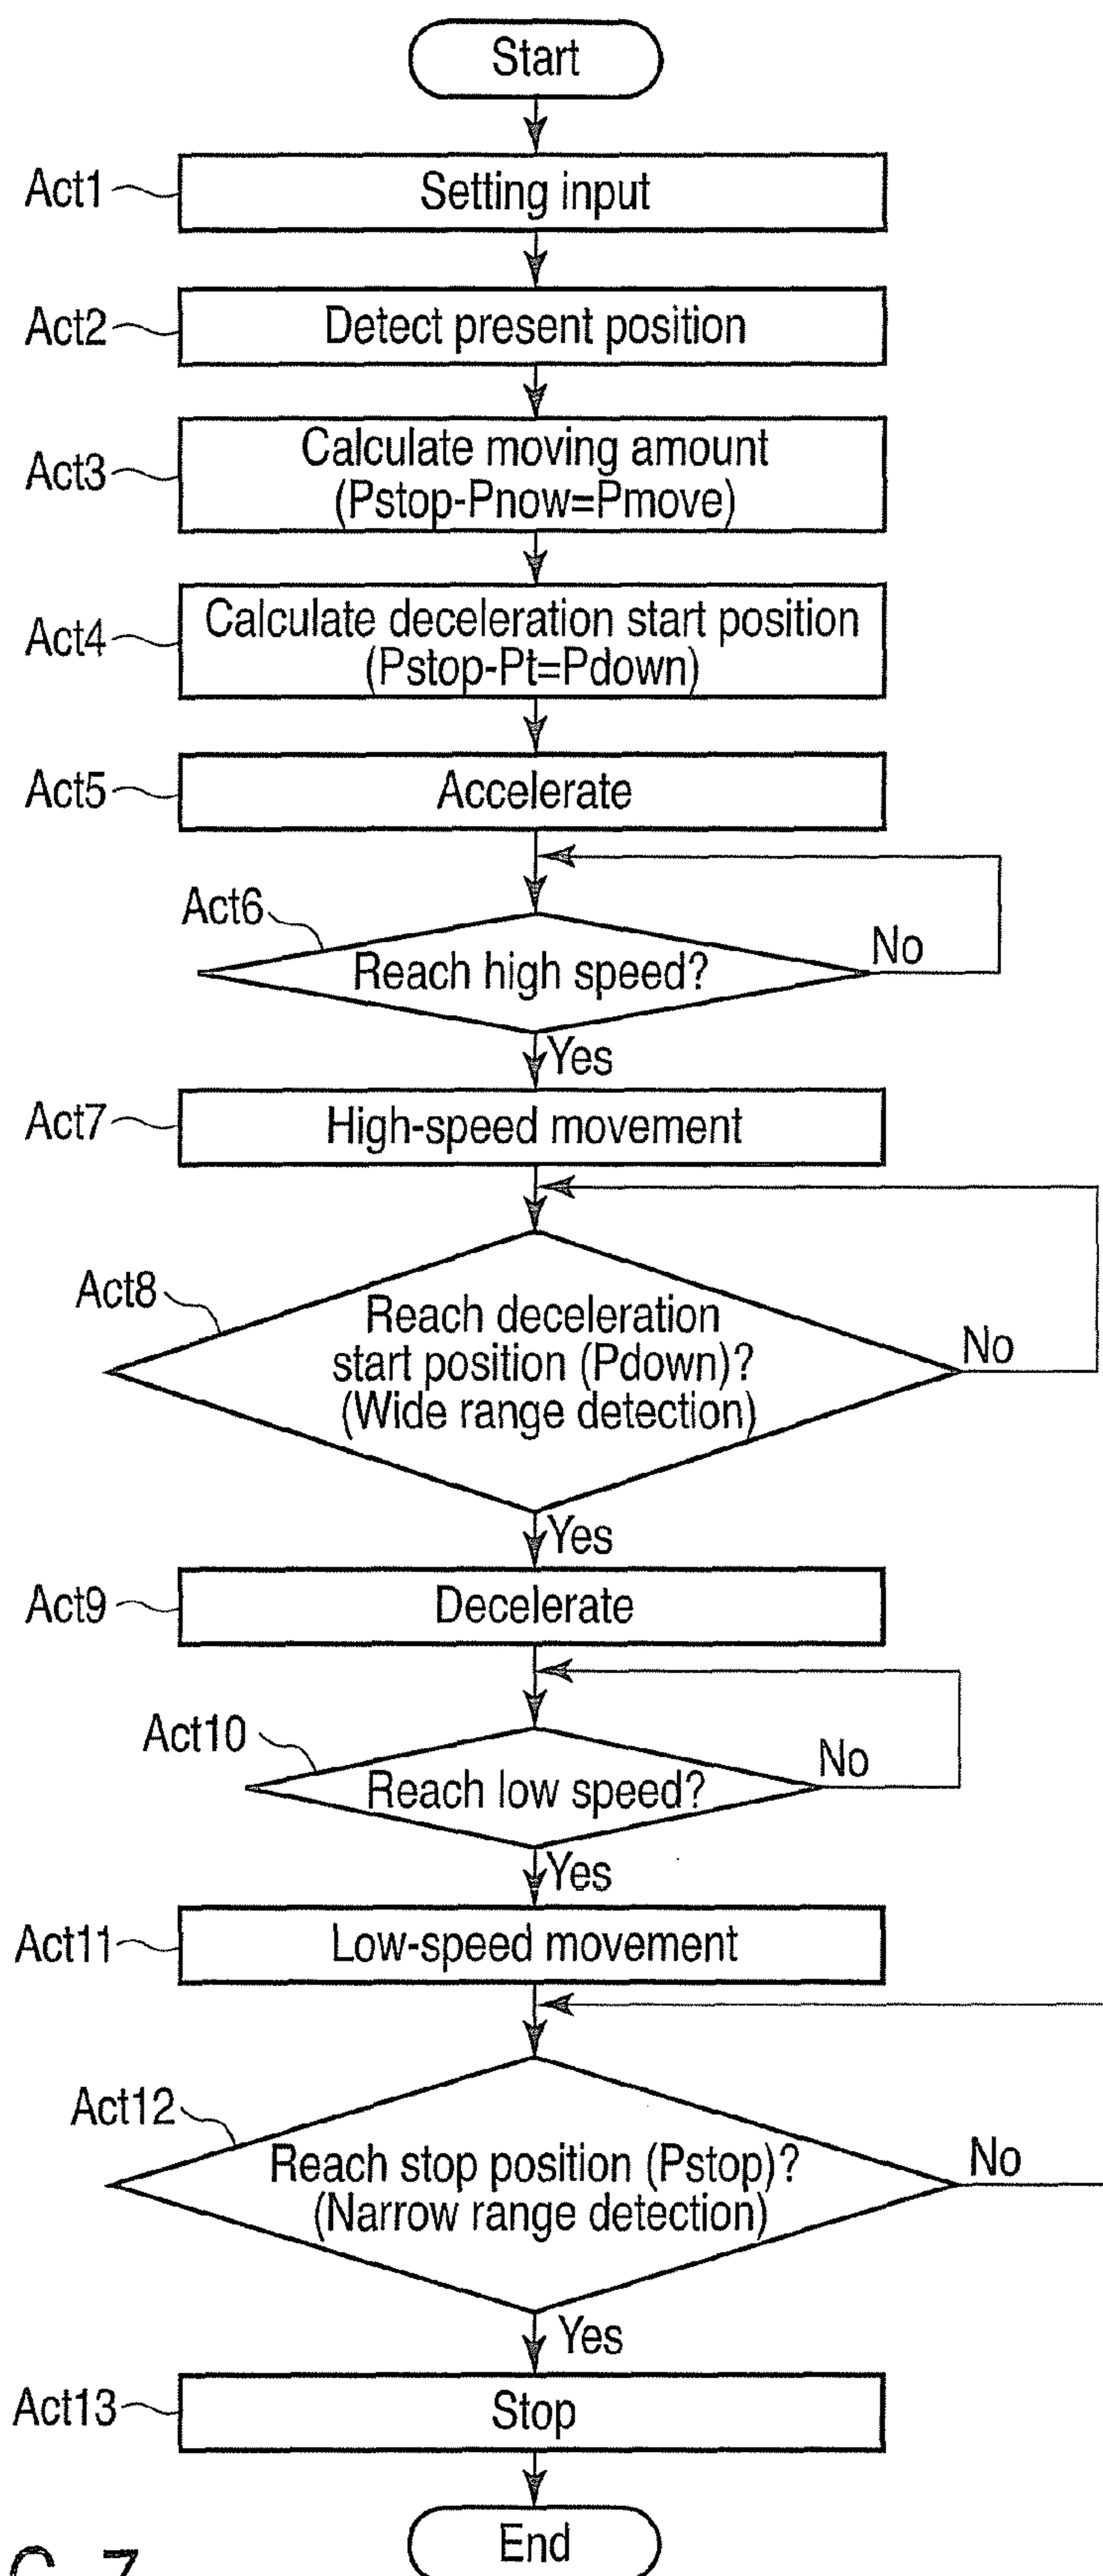 Start
Act1
Setting input
Act2
Detect present position
Act3
Calculate moving amount
(Pstop-Pnow=Pmove)
Act4
Calculate deceleration start position
(Pstop-Pt=Pdown)
Act5
Accelerate
Act6
Reach high speed?
No
Yes
Act7
High-speed movement
Act8
Reach deceleration
start position (Pdown)?
(Wide range detection)
No
Yes
Act9
Decelerate
Act10
Reach low speed?
No
Yes
Act11
Low-speed movement
Act12
Reach stop position (Pstop)?
(Narrow range detection)
No
Yes
Act13
Stop
End